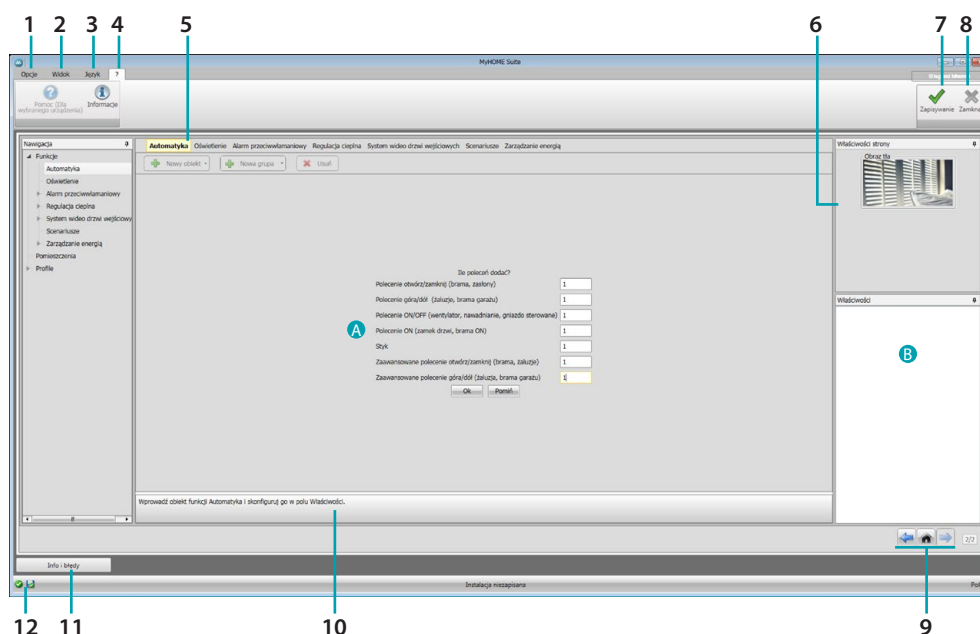 1 2 3 4 5 6 7 8
MyHOME Suite
Opcje Widok Język ?
Pomoc (Dla wybranego urządzenia)
Informacje
Zapisywanie Zamkną
Nawigacja
Funkcje
Automatyka
Oświetlenie
Alarm przeciwwłamaniowy
Regulacja cieplna
System wideo drzwi wejściowy
Scenariusze
Zarządzanie energią
Pomieszczenia
Profile
Automatyka Oświetlenie Alarm przeciwwłamaniowy Regulacja cieplna System wideo drzwi wejściowych Scenariusze Zarządzanie energią
Nowy obiekt Nowa grupa Usuń
Ile poleceń dodać?
Polecenie otwórz/zamknij (brama, zasłony) 1
Polecenie góra/dół (żaluzje, brama garażu) 1
Polecenie ON/OFF (wentylator, nawadnianie, gniazdo sterowane) 1
A
Polecenie ON (zamek drzwi, brama ON) 1
Styk 1
Zaawansowane polecenie otwórz/zamknij (brama, żaluzje) 1
Zaawansowane polecenie góra/dół (żaluzja, brama garażu) 1
Ok Pomiń
Właściwości strony
Obraz tła
Właściwości
B
Wprowadź obiekt funkcji Automatyka i skonfiguruj go w polu Właściwości.
2/2
Info i błędy
Instalacja niezapisana
Pol
12 11 10 9